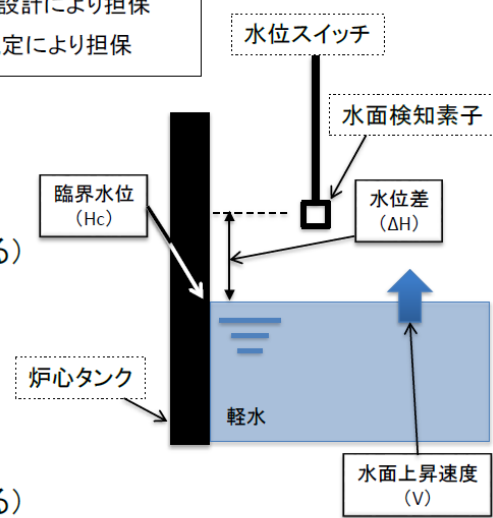 設計により担保
定により担保
水位スイッチ
水面検知素子
臨界水位
（Hc）
水位差
（ΔH）
る）
炉心タンク
軽水
水面上昇速度
（V）
る）